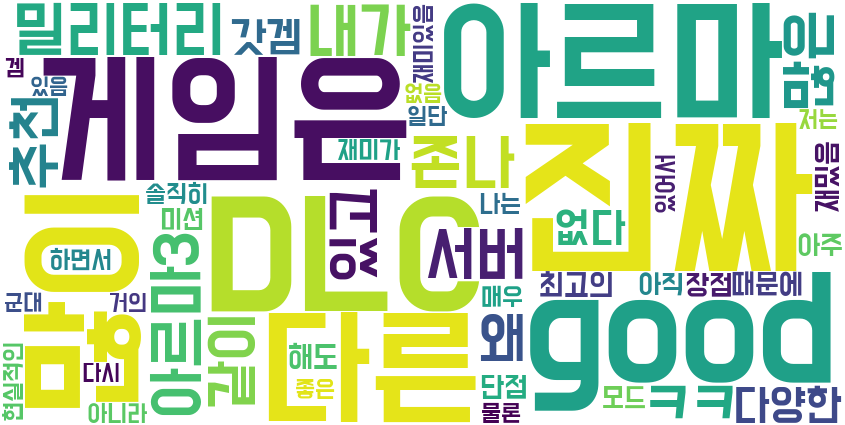 밀리터리
갓겜
내가
재미있음
아르마
겜
있음
없음
일단
추천
게임은
재미가
존나
진짜
저는
재밌음
있어서
솔직히
미션
많이
DLC
있고
나는
서버
없다
아주
하면서
아르마3
최고의
아직
장점
때문에
군대
거의
매우
다른
good
왜
같이
해도
현실적인
다시
아니라
좋은
단점
물론
모드
ㅋㅋ
다양한